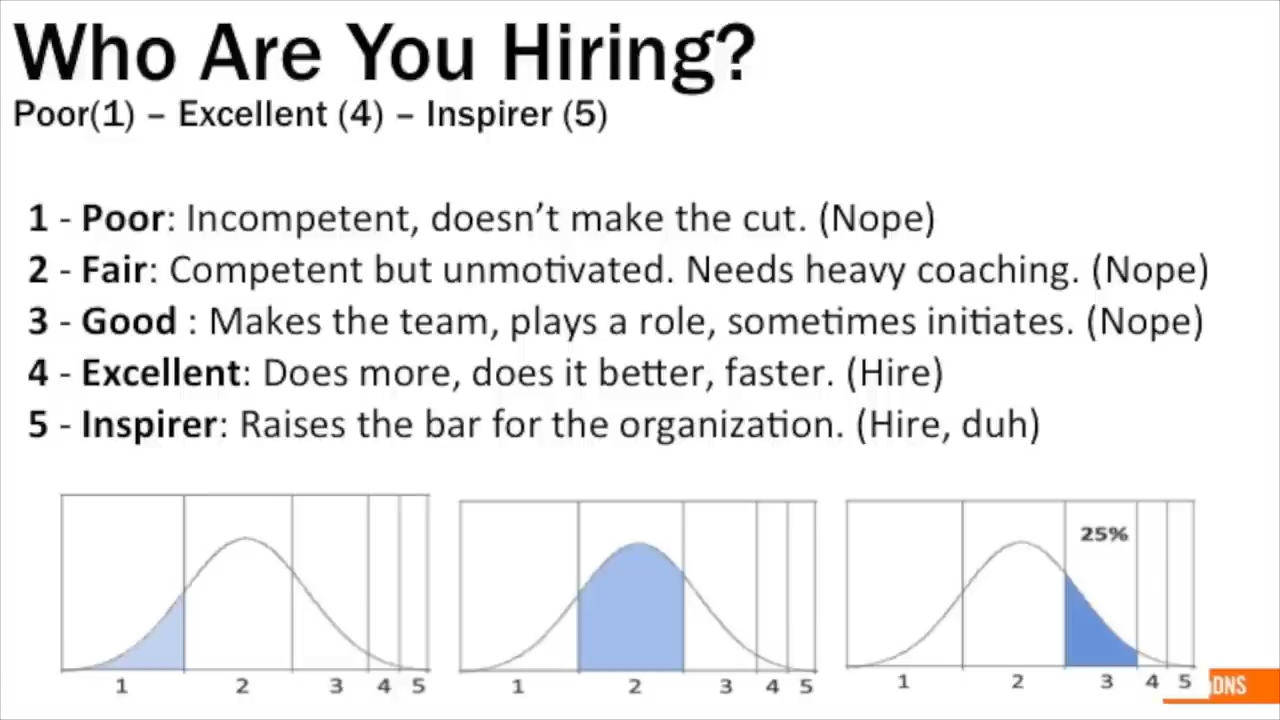 Who Are You Hiring?
Poor(1) – Excellent (4) – Inspirer (5)
1 - Poor: Incompetent, doesn’t make the cut. (Nope)
2 - Fair: Competent but unmotivated. Needs heavy coaching. (Nope)
3 - Good : Makes the team, plays a role, sometimes initiates. (Nope)
4 - Excellent: Does more, does it better, faster. (Hire)
5 - Inspirer: Raises the bar for the organization. (Hire, duh)
25%
1 2 3 4 5
1 2 3 4 5
1 2 3 4 5